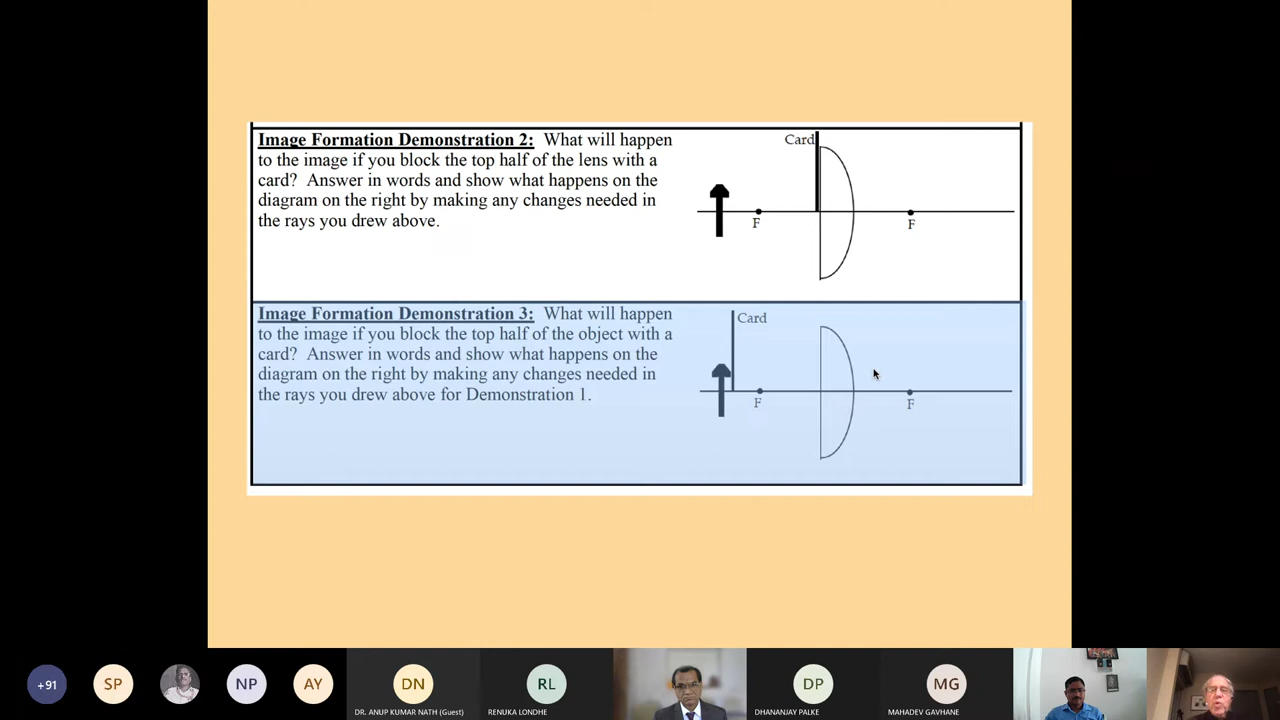 Image Formation Demonstration 2: What will happen
to the image if you block the top half of the lens with a
card? Answer in words and show what happens on the
diagram on the right by making any changes needed in
the rays you drew above.
Card
F
F
Image Formation Demonstration 3: What will happen
to the image if you block the top half of the object with a
card? Answer in words and show what happens on the
diagram on the right by making any changes needed in
the rays you drew above for Demonstration 1.
Card
F
F
+91
SP
NP
AY
DN
DR. ANUP KUMAR NATH (Guest)
RL
RENUKA LONDHE
DP
DHANANJAY PALKE
MG
MAHADEV GAVHANE